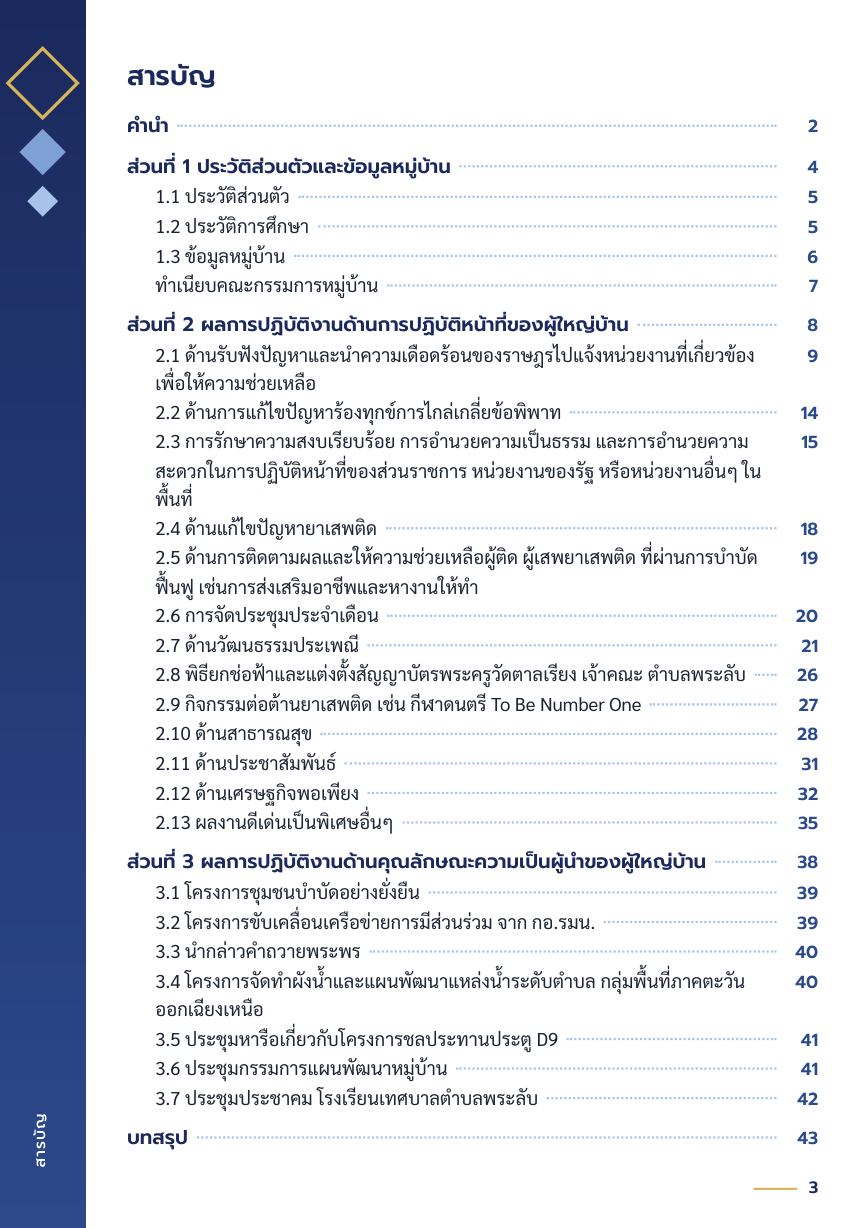 สารบัญ
คำนำ 2
ส่วนที่ 1 ประวัติส่วนตัวและข้อมูลหมู่บ้าน 4
1.1 ประวัติส่วนตัว 5
1.2 ประวัติการศึกษา 5
1.3 ข้อมูลหมู่บ้าน 6
ทำเนียบคณะกรรมการหมู่บ้าน 7
ส่วนที่ 2 ผลการปฏิบัติงานด้านการปฏิบัติหน้าที่ของผู้ใหญ่บ้าน 8
2.1 ด้านรับฟังปัญหาและนำความเดือดร้อนของราษฎรไปแจ้งหน่วยงานที่เกี่ยวข้อง 9
เพื่อให้ความช่วยเหลือ
2.2 ด้านการแก้ไขปัญหาร้องทุกข์การไกล่เกลี่ยข้อพิพาท 14
2.3 การรักษาความสงบเรียบร้อย การอำนวยความเป็นธรรม และการอำนวยความ 15
สะดวกในการปฏิบัติหน้าที่ของส่วนราชการ หน่วยงานของรัฐ หรือหน่วยงานอื่นๆ ใน
พื้นที่
2.4 ด้านแก้ไขปัญหายาเสพติด 18
2.5 ด้านการติดตามผลและให้ความช่วยเหลือผู้ติด ผู้เสพยาเสพติด ที่ผ่านการบำบัด 19
ฟื้นฟู เช่นการส่งเสริมอาชีพและหางานให้ทำ
2.6 การจัดประชุมประจำเดือน 20
2.7 ด้านวัฒนธรรมประเพณี 21
2.8 พิธียกช่อฟ้าและแต่งตั้งสัญญาบัตรพระครูวัดตาลเรียง เจ้าคณะ ตำบลพระลับ 26
2.9 กิจกรรมต่อต้านยาเสพติด เช่น กีฬาดนตรี To Be Number One 27
2.10 ด้านสาธารณสุข 28
2.11 ด้านประชาสัมพันธ์ 31
2.12 ด้านเศรษฐกิจพอเพียง 32
2.13 ผลงานดีเด่นเป็นพิเศษอื่นๆ 35
ส่วนที่ 3 ผลการปฏิบัติงานด้านคุณลักษณะความเป็นผู้นำของผู้ใหญ่บ้าน 38
3.1 โครงการชุมชนบำบัดอย่างยั่งยืน 39
3.2 โครงการขับเคลื่อนเครือข่ายการมีส่วนร่วม จาก กอ.รมน. 39
3.3 นำกล่าวคำถวายพระพร 40
3.4 โครงการจัดทำผังน้ำและแผนพัฒนาแหล่งน้ำระดับตำบล กลุ่มพื้นที่ภาคตะวัน 40
ออกเฉียงเหนือ
3.5 ประชุมหารือเกี่ยวกับโครงการชลประทานประตู D9 41
3.6 ประชุมกรรมการแผนพัฒนาหมู่บ้าน 41
3.7 ประชุมประชาคม โรงเรียนเทศบาลตำบลพระลับ 42
บทสรุป 43
สารบัญ
3